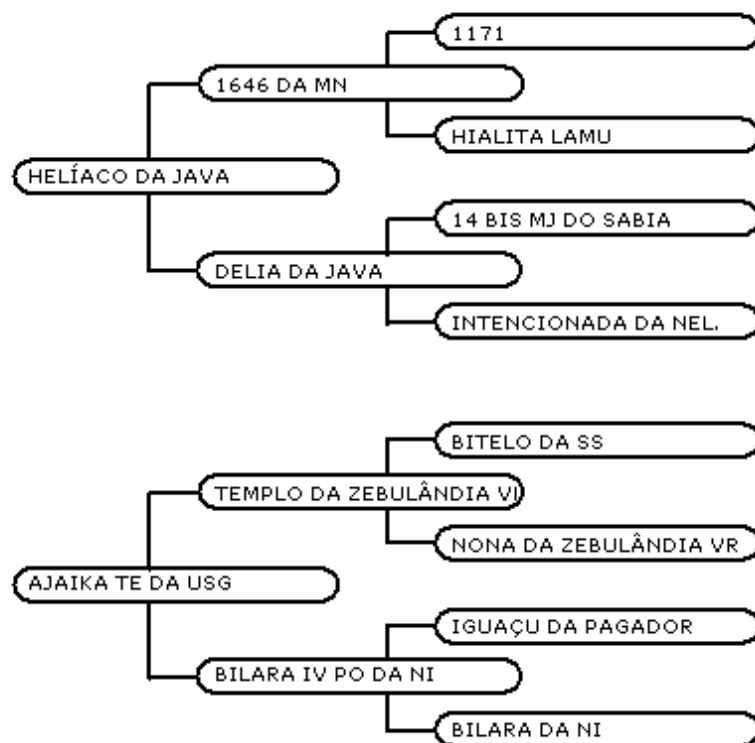 1171
1646 DA MN
HIALITA LAMU
HELÍACO DA JAVA
14 BIS MJ DO SABIA
DELIA DA JAVA
INTENCIONADA DA NEL.
BITELO DA SS
TEMPLO DA ZEBULÂNDIA
NONA DA ZEBULÂNDIA VR
AJAIKA TE DA USG
IGUAÇU DA PAGADOR
BILARA IV PO DA NI
BILARA DA NI